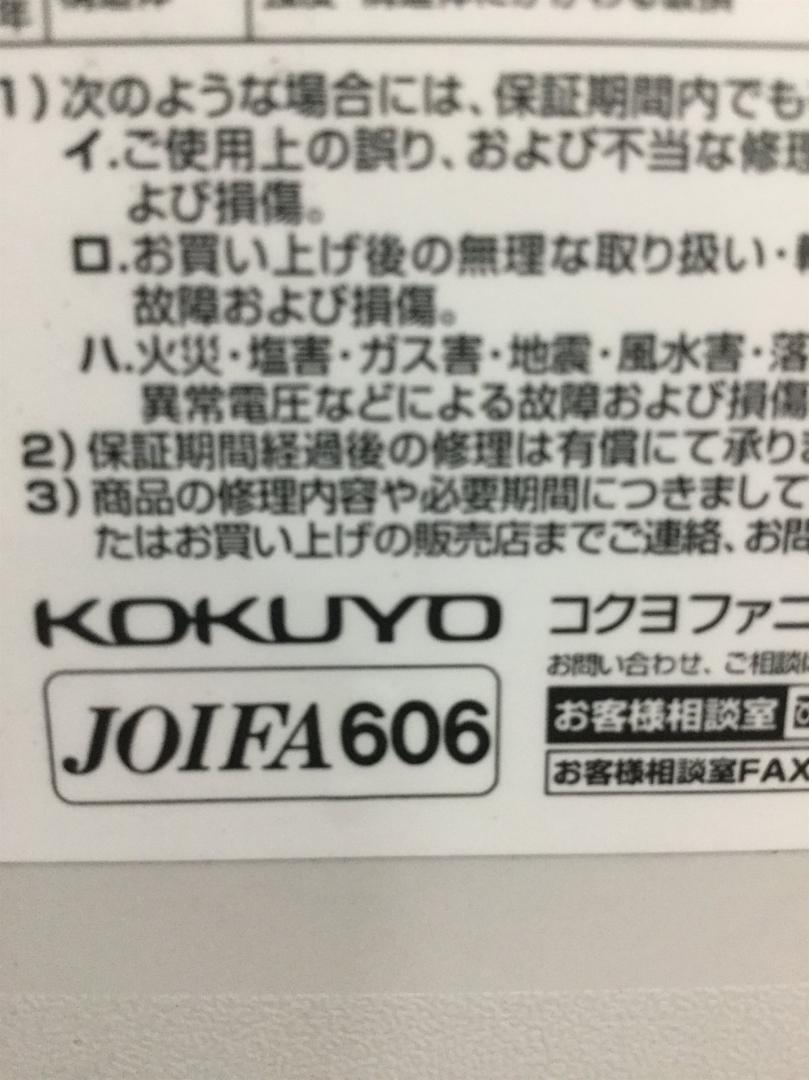 年
1)次のような場合には、保証期間内でも
イ.ご使用上の誤り、および不当な修理
よび損傷。
ロ.お買い上げ後の無理な取り扱い・
故障および損傷。
ハ.火災・塩害・ガス害・地震・風水害・落
異常電圧などによる故障および損傷
2)保証期間経過後の修理は有償にて承り
3)商品の修理内容や必要期間につきまして
たはお買い上げの販売店までご連絡、お問
KOKUYO コクヨファニ
お問い合わせ、ご相談は
JOIFA606 お客様相談室
お客様相談室FAX